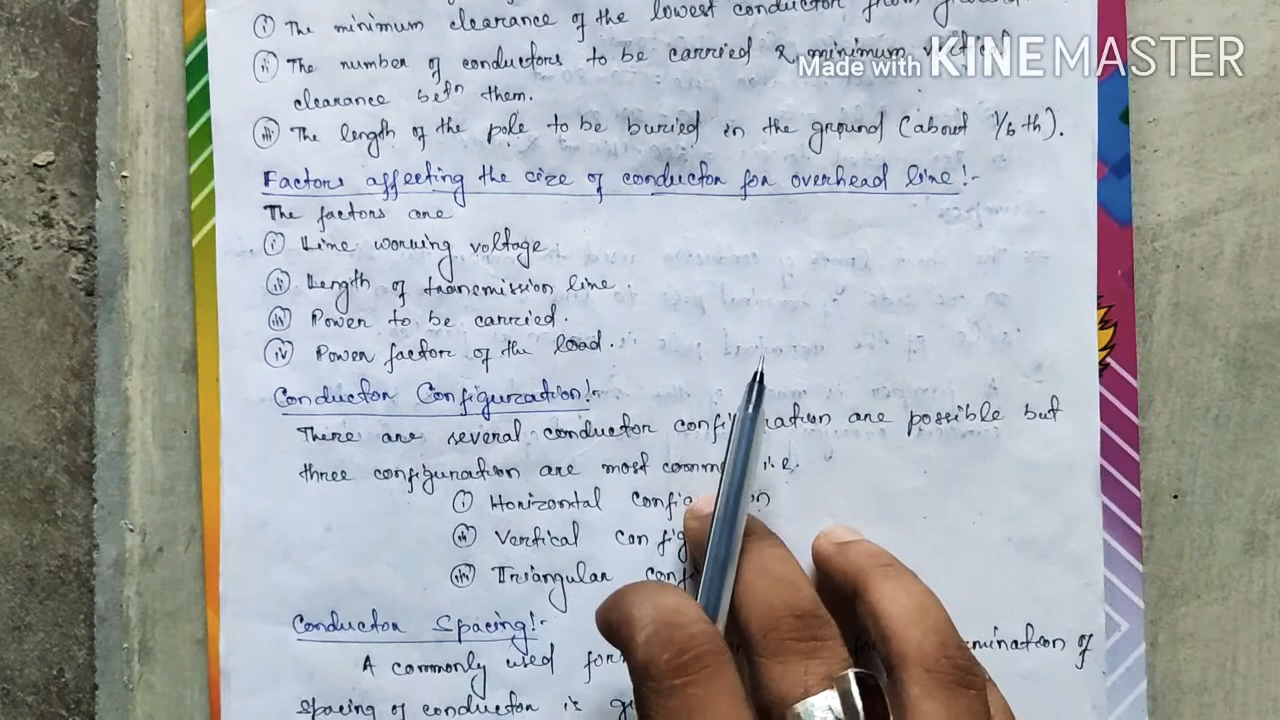 (i) The minimum clearance of the lowest conductor from ground.
(ii) The number of conductors to be carried & minimum vertical
clearance betn them.
(iii) The length of the pole to be buried in the ground (about 1/6 th).
Factors affecting the size of conductor for overhead line:-
The factors are
(i) Line working voltage.
(ii) Length of transmission line.
(iii) Power to be carried.
(iv) Power factor of the load.
Conductor Configuration:-
There are several conductor configuration are possible but
three configuration are most common i.e.
(i) Horizontal
(ii) Vertical
(iii) Triangular
Conductor Spacing:-
A commonly used
spacing of conductor is
Made with KINEMASTER